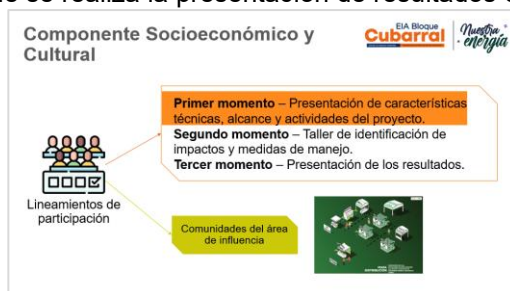 Componente Socioeconómico y
Cultural
EIA Bloque
Cubarral
Nuestra
energía
Primer momento – Presentación de características
técnicas, alcance y actividades del proyecto.
Segundo momento – Taller de identificación de
impactos y medidas de manejo.
Tercer momento – Presentación de los resultados.
Lineamientos de
participación
Comunidades del área
de influencia